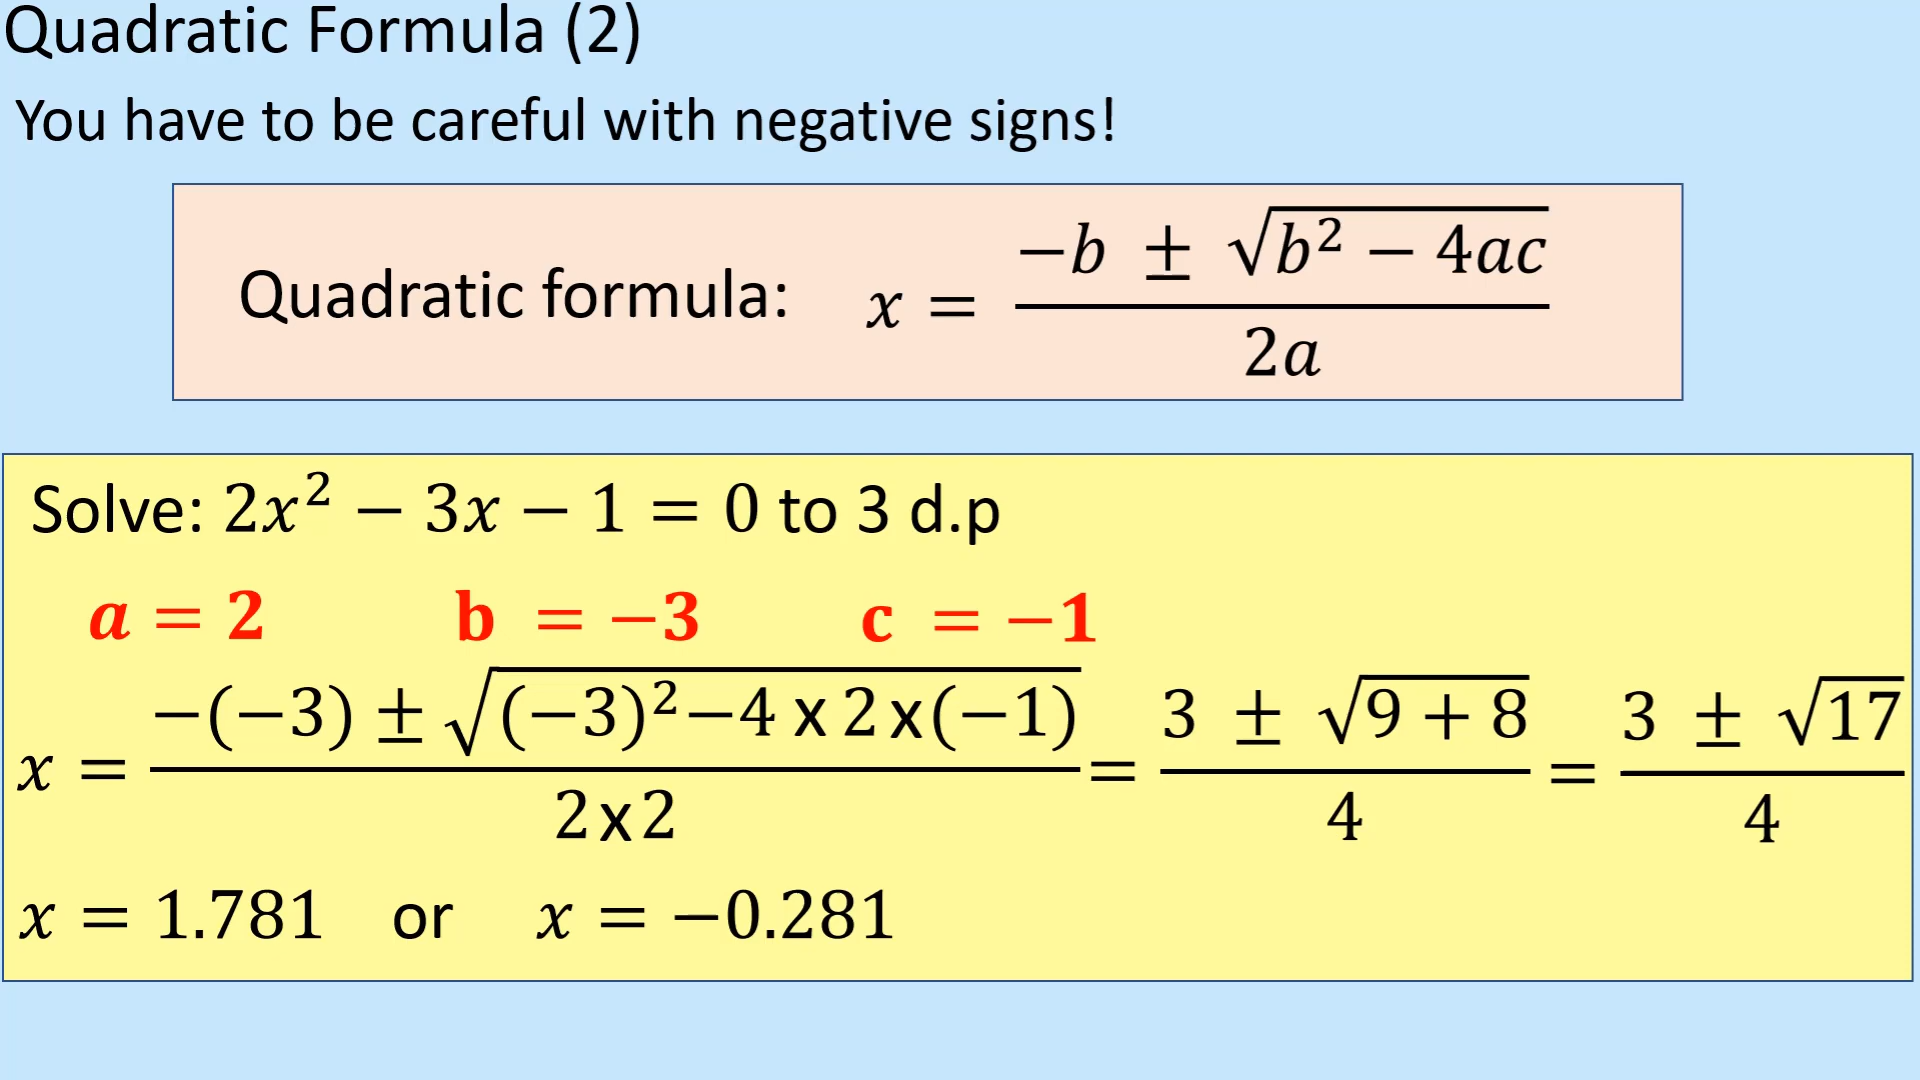 Quadratic Formula (2)
You have to be careful with negative signs!
Quadratic formula: x = (−b ± √(b² − 4ac)) / 2a
Solve: 2x² − 3x − 1 = 0 to 3 d.p
a = 2 b = −3 c = −1
x = (−(−3) ± √((−3)²−4 x 2 x (−1))) / (2 x 2) = (3 ± √(9 + 8)) / 4 = (3 ± √17) / 4
x = 1.781 or x = −0.281